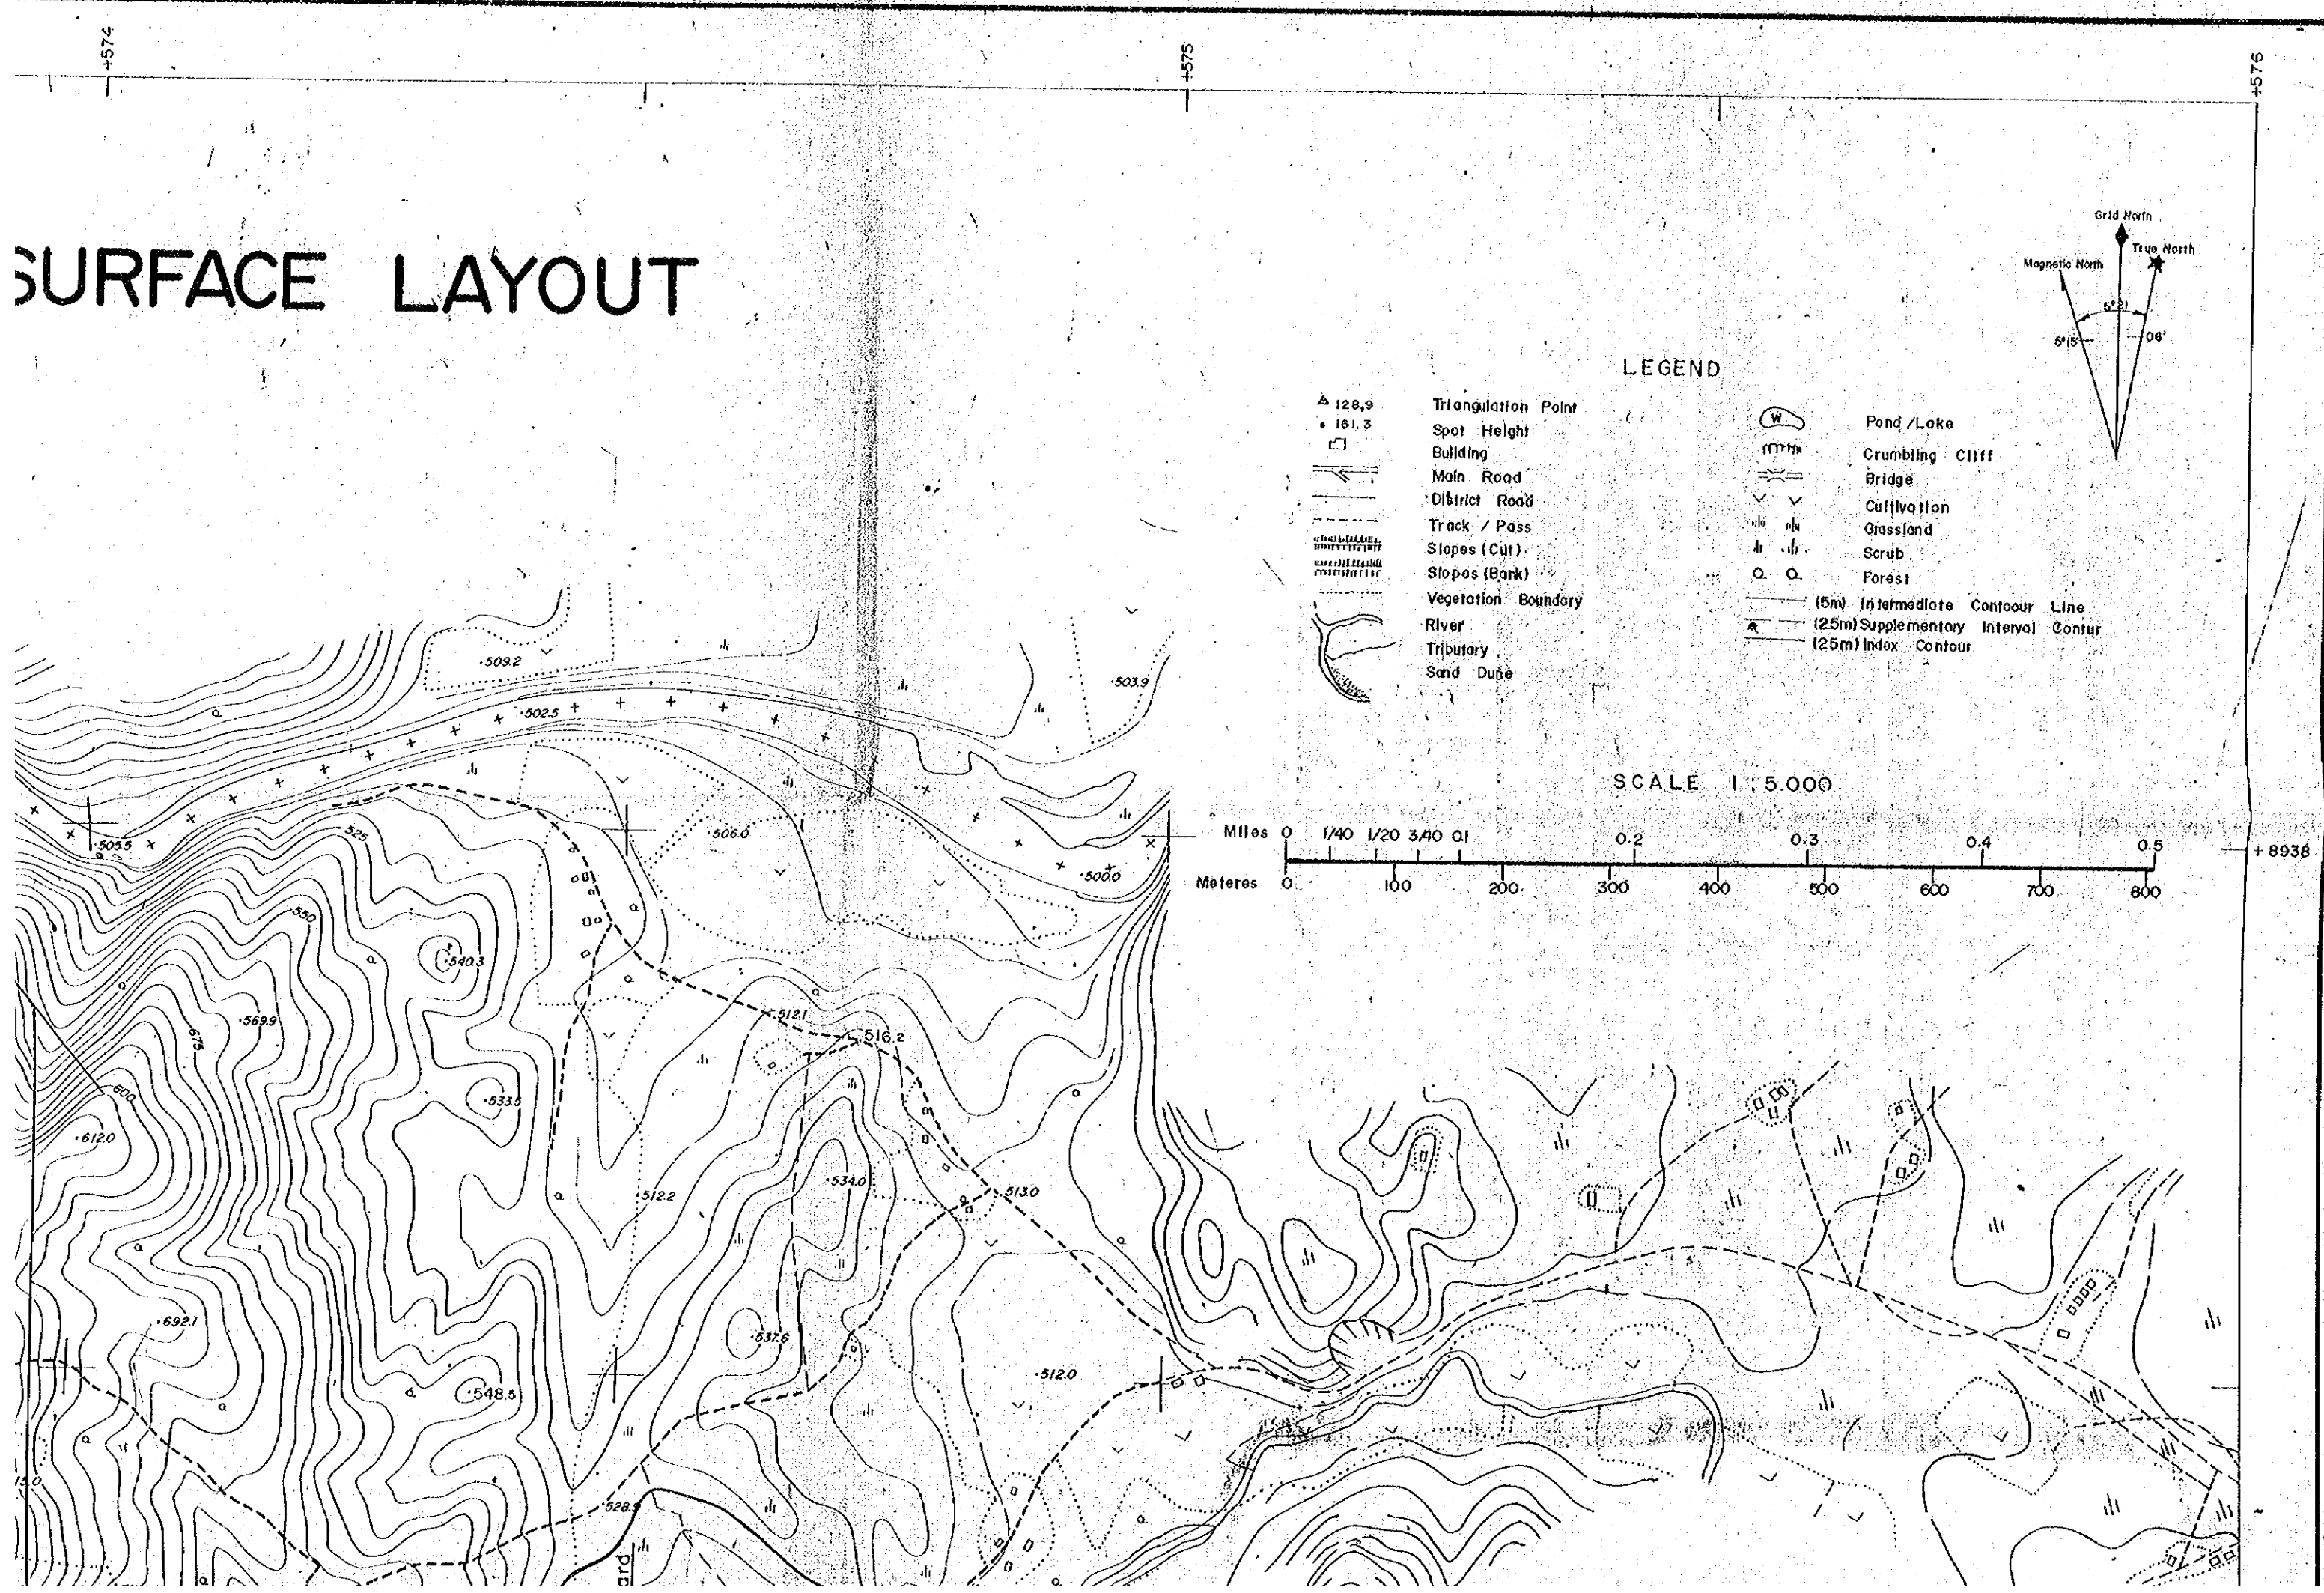 +574
+575
+576
SURFACE LAYOUT
Grid North
True North
Magnetic North
5°15'
06'
LEGEND
128,9 Triangulation Point
161.3 Spot Height
Building
Main Road
District Road
Track / Pass
Slopes (Cut)
Slopes (Bank)
Vegetation Boundary
River
Tributary
Sand Dune
W Pond / Lake
Crumbling Cliff
Bridge
Cultivation
Grassland
Scrub
Forest
(5m) Intermediate Contoour Line
(25m) Supplementary Interval Contur
(25m) Index Contour
SCALE 1:5.000
Miles 0 1/40 1/20 3/40 0.1 0.2 0.3 0.4 0.5
Meteres 0 100 200 300 400 500 600 700 800
+8938
509.2
503.9
502.5
525
505.5
506.0
500.0
550
540.3
569.9
675
512.1
516.2
600
533.5
612.0
534.0
512.2
513.0
692.1
537.6
548.5
512.0
15.0
528.9
ard